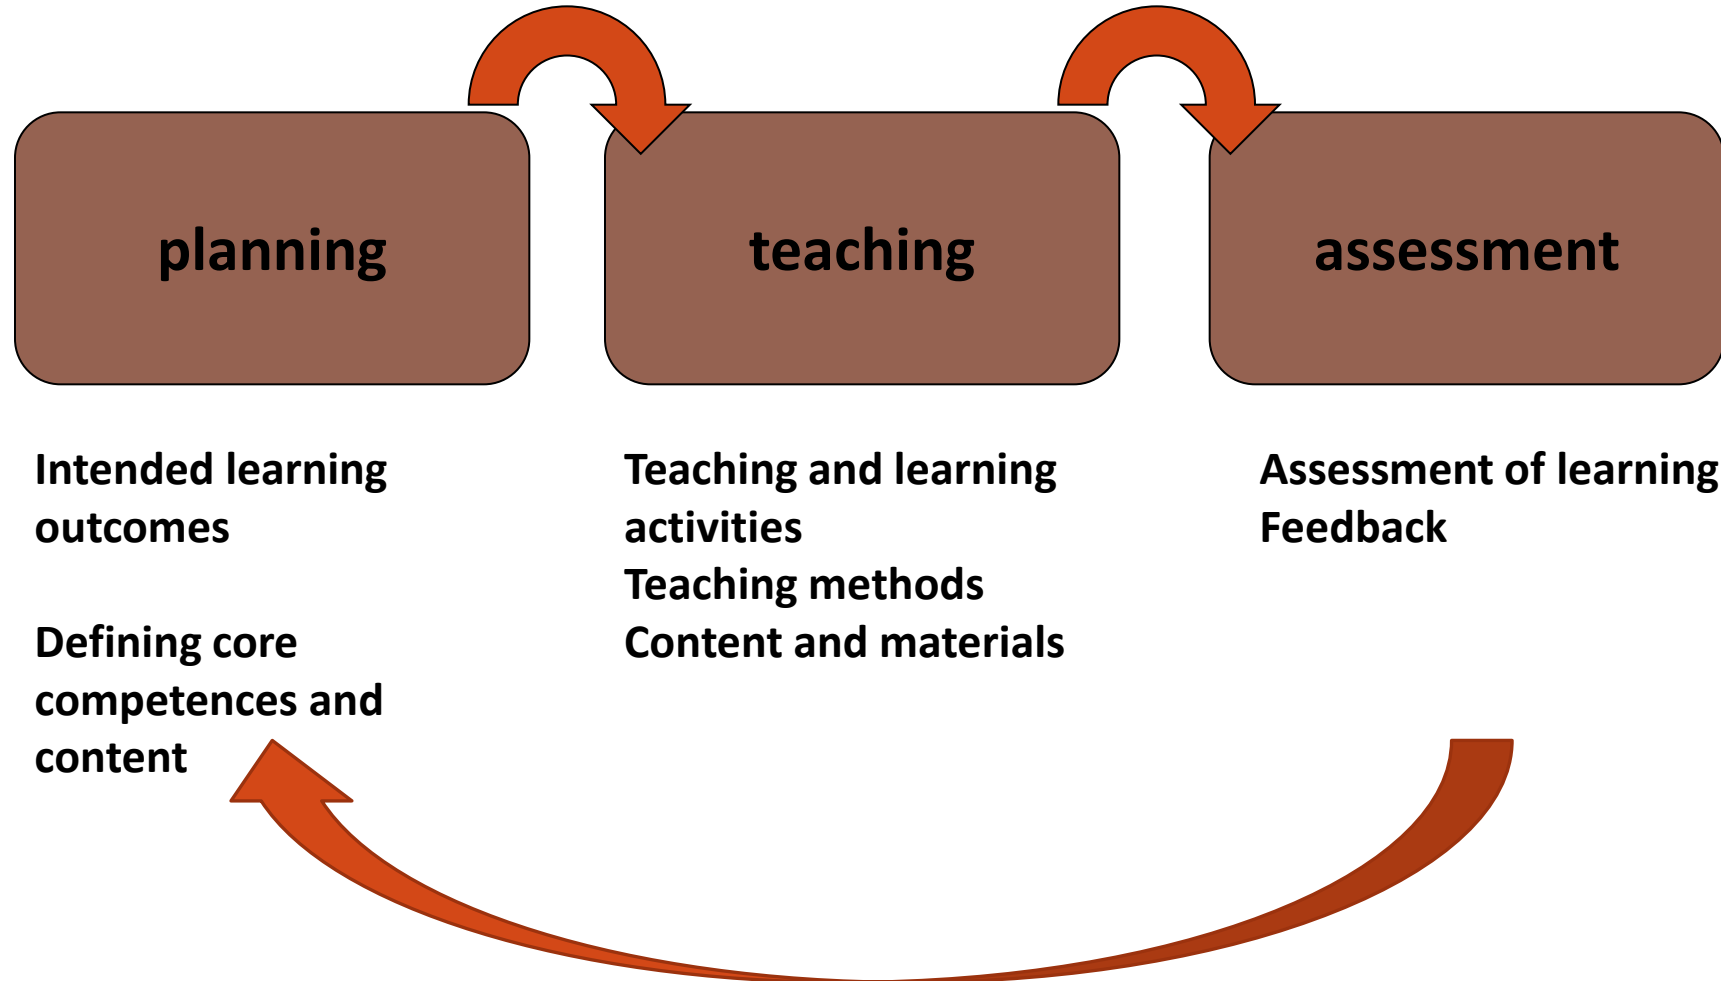 planning
teaching
assessment
Intended learning
outcomes
Defining core
competences and
content
Teaching and learning
activities
Teaching methods
Content and materials
Assessment of learning
Feedback